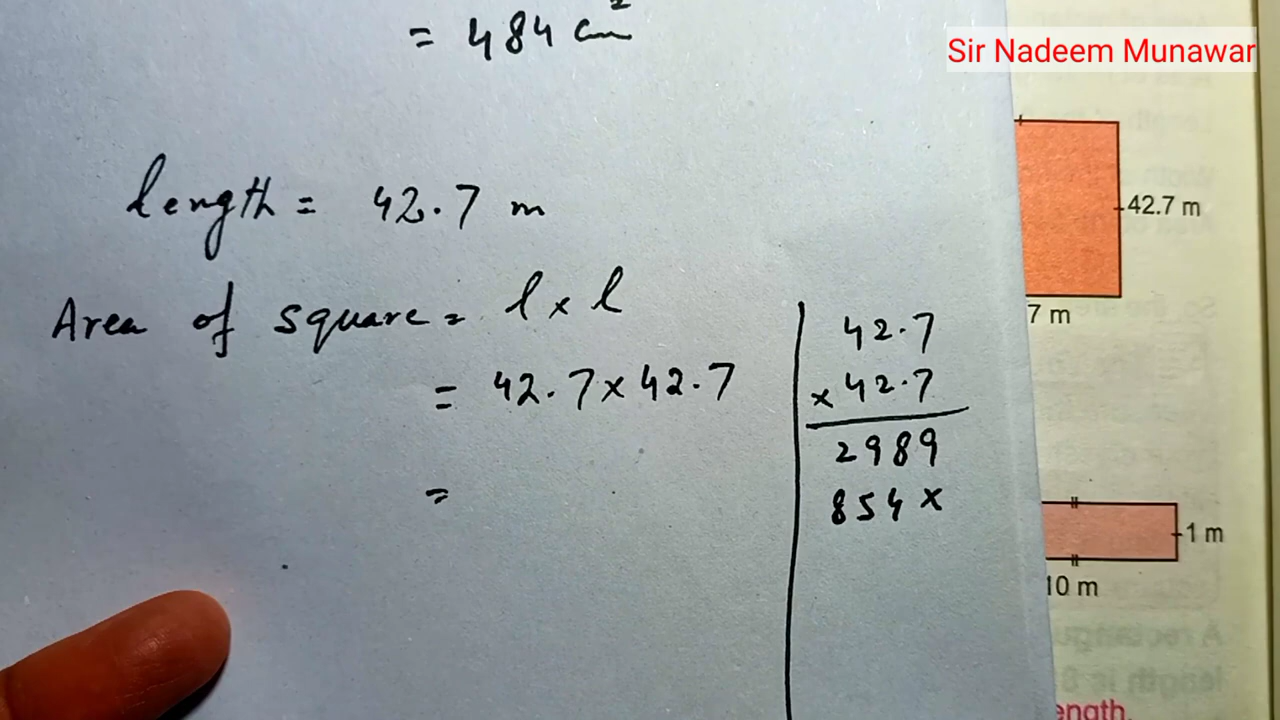 = 484 cm²
Sir Nadeem Munawar
length = 42.7 m
42.7 m
Area of square = l × l
7 m
= 42.7 × 42.7
=
42.7
× 42.7
2989
854 ×
1 m
10 m
ength.